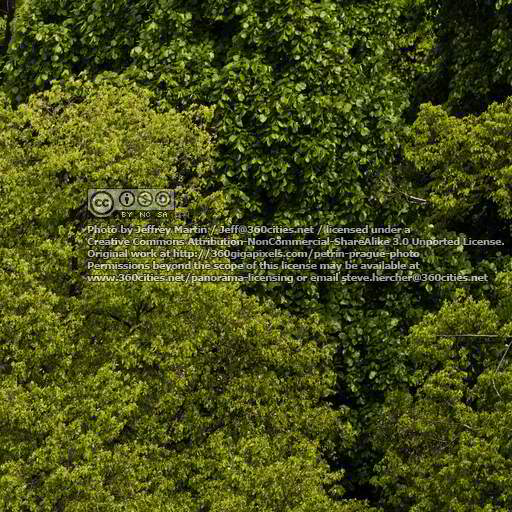 cc
BY NC SA
Photo by Jeffrey Martin / Jeff@360cities.net / licensed under a
Creative Commons Attribution-NonCommercial-ShareAlike 3.0 Unported License.
Original work at http://360gigapixels.com/petrin-prague-photo
Permissions beyond the scope of this license may be available at
www.360cities.net/panorama-licensing or email steve.hercher@360cities.net